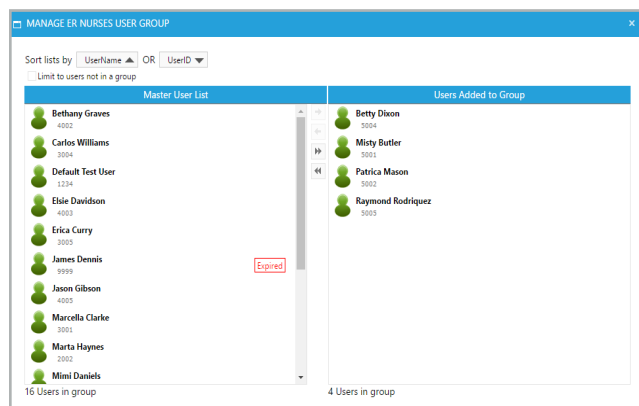 MANAGE ER NURSES USER GROUP
Sort lists by UserName OR UserID
Limit to users not in a group
Master User List
Bethany Graves
4002
Carlos Williams
3004
Default Test User
1234
Elsie Davidson
4003
Erica Curry
3005
James Dennis
9999
Expired
Jason Gibson
4005
Marcella Clarke
3001
Marta Haynes
2002
Mimi Daniels
16 Users in group
Users Added to Group
Betty Dixon
5004
Misty Butler
5001
Patrica Mason
5002
Raymond Rodriquez
5005
4 Users in group